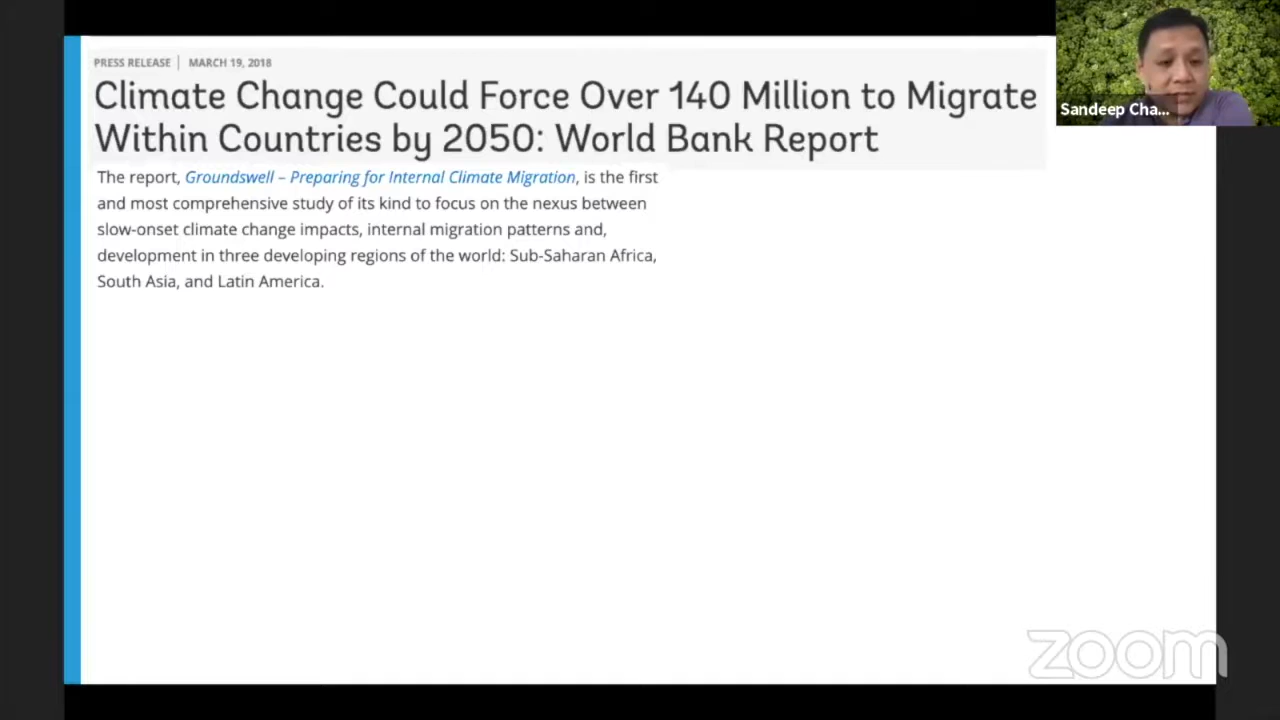 PRESS RELEASE | MARCH 19, 2018
Climate Change Could Force Over 140 Million to Migrate
Within Countries by 2050: World Bank Report
The report, Groundswell – Preparing for Internal Climate Migration, is the first
and most comprehensive study of its kind to focus on the nexus between
slow-onset climate change impacts, internal migration patterns and,
development in three developing regions of the world: Sub-Saharan Africa,
South Asia, and Latin America.
Sandeep Cha...
zoom